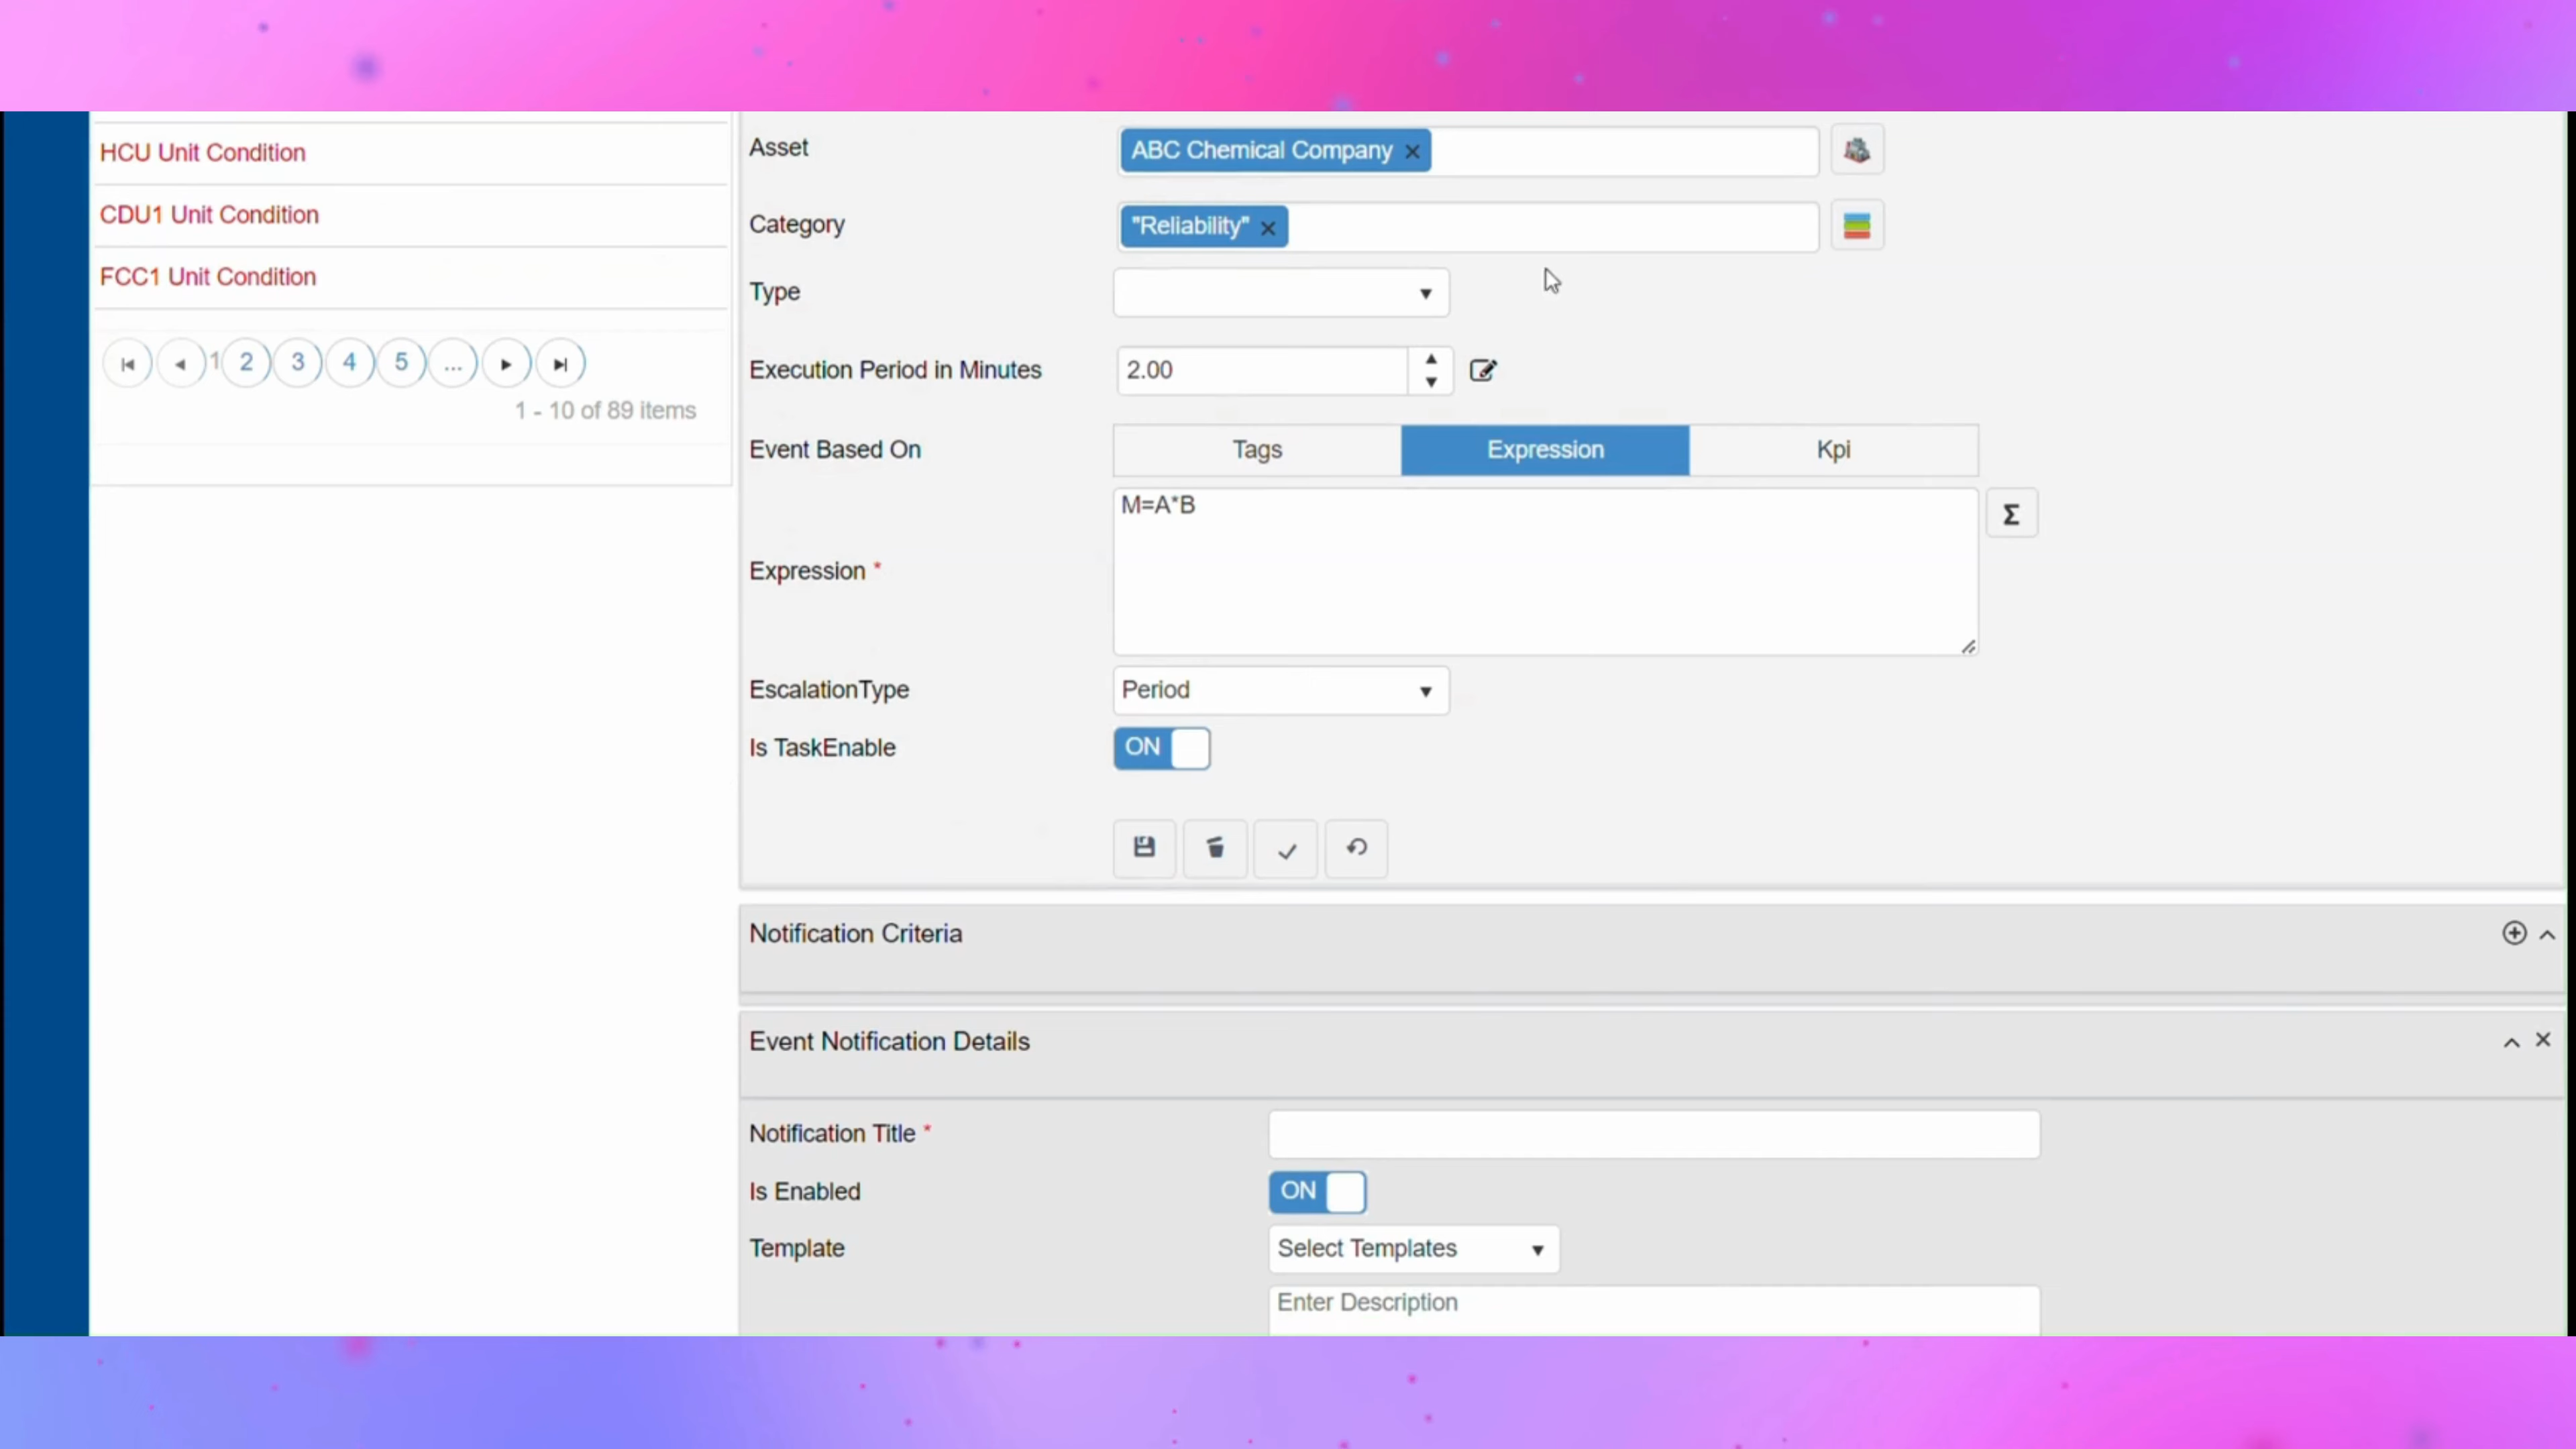 HCU Unit Condition
CDU1 Unit Condition
FCC1 Unit Condition
1 2 3 4 5 ...
1 - 10 of 89 items
Asset
ABC Chemical Company ×
Category
"Reliability" ×
Type
Execution Period in Minutes
2.00
Event Based On
Tags
Expression
Kpi
Expression *
M=A*B
Σ
EscalationType
Period
Is TaskEnable
ON
Notification Criteria
Event Notification Details
Notification Title *
Is Enabled
ON
Template
Select Templates
Enter Description